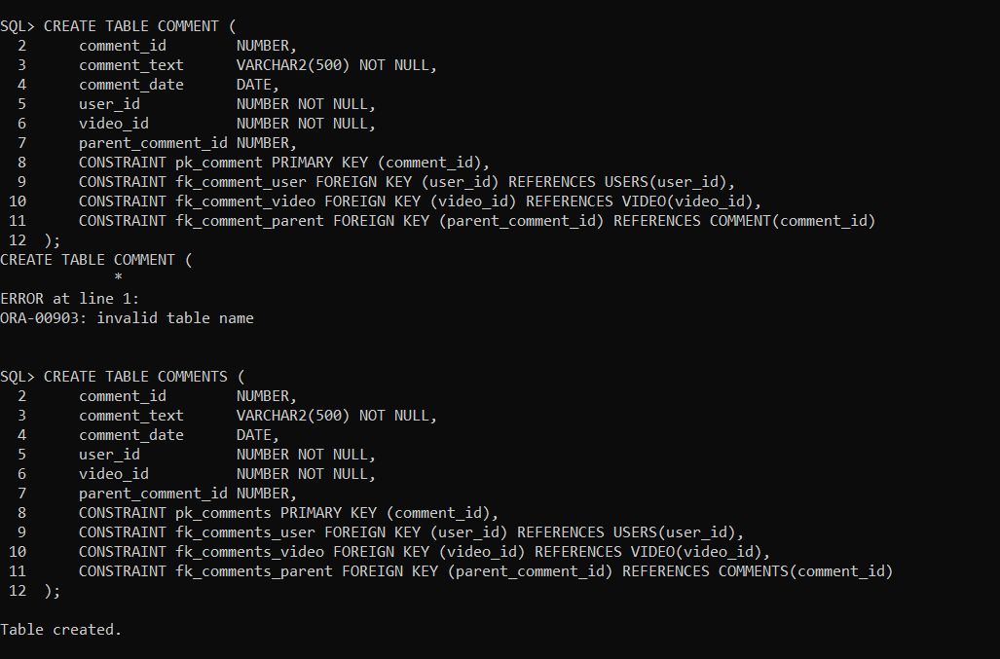 SQL> CREATE TABLE COMMENT (
  2      comment_id        NUMBER,
  3      comment_text      VARCHAR2(500) NOT NULL,
  4      comment_date      DATE,
  5      user_id           NUMBER NOT NULL,
  6      video_id          NUMBER NOT NULL,
  7      parent_comment_id NUMBER,
  8      CONSTRAINT pk_comment PRIMARY KEY (comment_id),
  9      CONSTRAINT fk_comment_user FOREIGN KEY (user_id) REFERENCES USERS(user_id),
 10      CONSTRAINT fk_comment_video FOREIGN KEY (video_id) REFERENCES VIDEO(video_id),
 11      CONSTRAINT fk_comment_parent FOREIGN KEY (parent_comment_id) REFERENCES COMMENT(comment_id)
 12  );
CREATE TABLE COMMENT (
             *
ERROR at line 1:
ORA-00903: invalid table name
SQL> CREATE TABLE COMMENTS (
  2      comment_id        NUMBER,
  3      comment_text      VARCHAR2(500) NOT NULL,
  4      comment_date      DATE,
  5      user_id           NUMBER NOT NULL,
  6      video_id          NUMBER NOT NULL,
  7      parent_comment_id NUMBER,
  8      CONSTRAINT pk_comments PRIMARY KEY (comment_id),
  9      CONSTRAINT fk_comments_user FOREIGN KEY (user_id) REFERENCES USERS(user_id),
 10      CONSTRAINT fk_comments_video FOREIGN KEY (video_id) REFERENCES VIDEO(video_id),
 11      CONSTRAINT fk_comments_parent FOREIGN KEY (parent_comment_id) REFERENCES COMMENTS(comment_id)
 12  );
Table created.